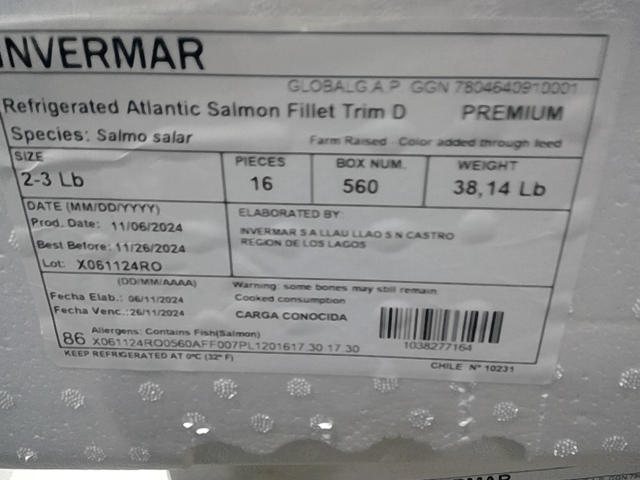 INVERMAR
GLOBALG.A.P GGN 7804640910001
Refrigerated Atlantic Salmon Fillet Trim D PREMIUM
Species: Salmo salar
Farm Raised - Color added through feed
SIZE
2-3 Lb
PIECES
16
BOX NUM.
560
WEIGHT
38,14 Lb
DATE (MM/DD/YYYY)
Prod. Date: 11/06/2024
Best Before: 11/26/2024
Lot: X061124RO
ELABORATED BY:
INVERMAR S A LLAU LLAO S N CASTRO
REGION DE LOS LAGOS
(DD/MM/AAAA)
Fecha Elab.: 06/11/2024
Fecha Venc.: 26/11/2024
Warning: some bones may still remain
Cooked consumption
CARGA CONOCIDA
86 Allergens: Contains Fish(Salmon)
X061124RO0560AFF007PL1201617.30 17.30
KEEP REFRIGERATED AT 0ºC (32º F)
1038277164
CHILE Nº 10231